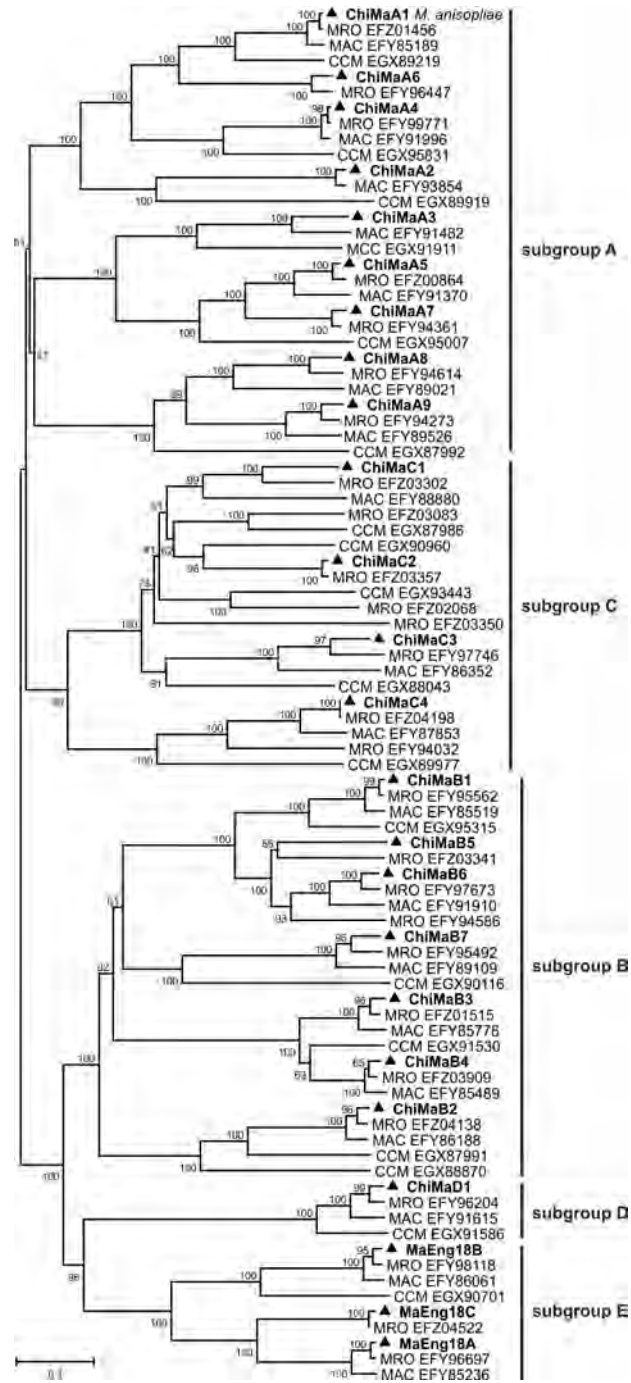 ChiMaA1 M. anisopliae
MRO EFZ01456
MAC EFY85189
CCM EGX89219
ChiMaA6
MRO EFY96447
ChiMaA4
MRO EFY99771
MAC EFY91996
CCM EGX95831
ChiMaA2
MAC EFY93854
CCM EGX89919
ChiMaA3
MAC EFY91482
MCC EGX91911
ChiMaA5
MRO EFZ00864
MAC EFY91370
ChiMaA7
MRO EFY94361
CCM EGX95007
ChiMaA8
MRO EFY94614
MAC EFY89021
ChiMaA9
MRO EFY94273
MAC EFY89526
CCM EGX87992
subgroup A
ChiMaC1
MRO EFZ03302
MAC EFY88880
MRO EFZ03083
CCM EGX87986
CCM EGX90960
ChiMaC2
MRO EFZ03357
CCM EGX93443
MRO EFZ02068
MRO EFZ03350
ChiMaC3
MRO EFY97746
MAC EFY86352
CCM EGX88043
ChiMaC4
MRO EFZ04198
MAC EFY87853
MRO EFY94032
CCM EGX89977
subgroup C
ChiMaB1
MRO EFY95562
MAC EFY85519
CCM EGX95315
ChiMaB5
MRO EFZ03341
ChiMaB6
MRO EFY97673
MAC EFY91910
MRO EFY94586
ChiMaB7
MRO EFY95492
MAC EFY89109
CCM EGX90116
ChiMaB3
MRO EFZ01515
MAC EFY85776
CCM EGX91530
ChiMaB4
MRO EFZ03909
MAC EFY85489
ChiMaB2
MRO EFZ04138
MAC EFY86188
CCM EGX87991
CCM EGX88870
subgroup B
ChiMaD1
MRO EFY96204
MAC EFY91615
CCM EGX91586
subgroup D
MaEng18B
MRO EFY98118
MAC EFY86061
CCM EGX90701
MaEng18C
MRO EFZ04522
MaEng18A
MRO EFY96697
MAC EFY85236
subgroup E